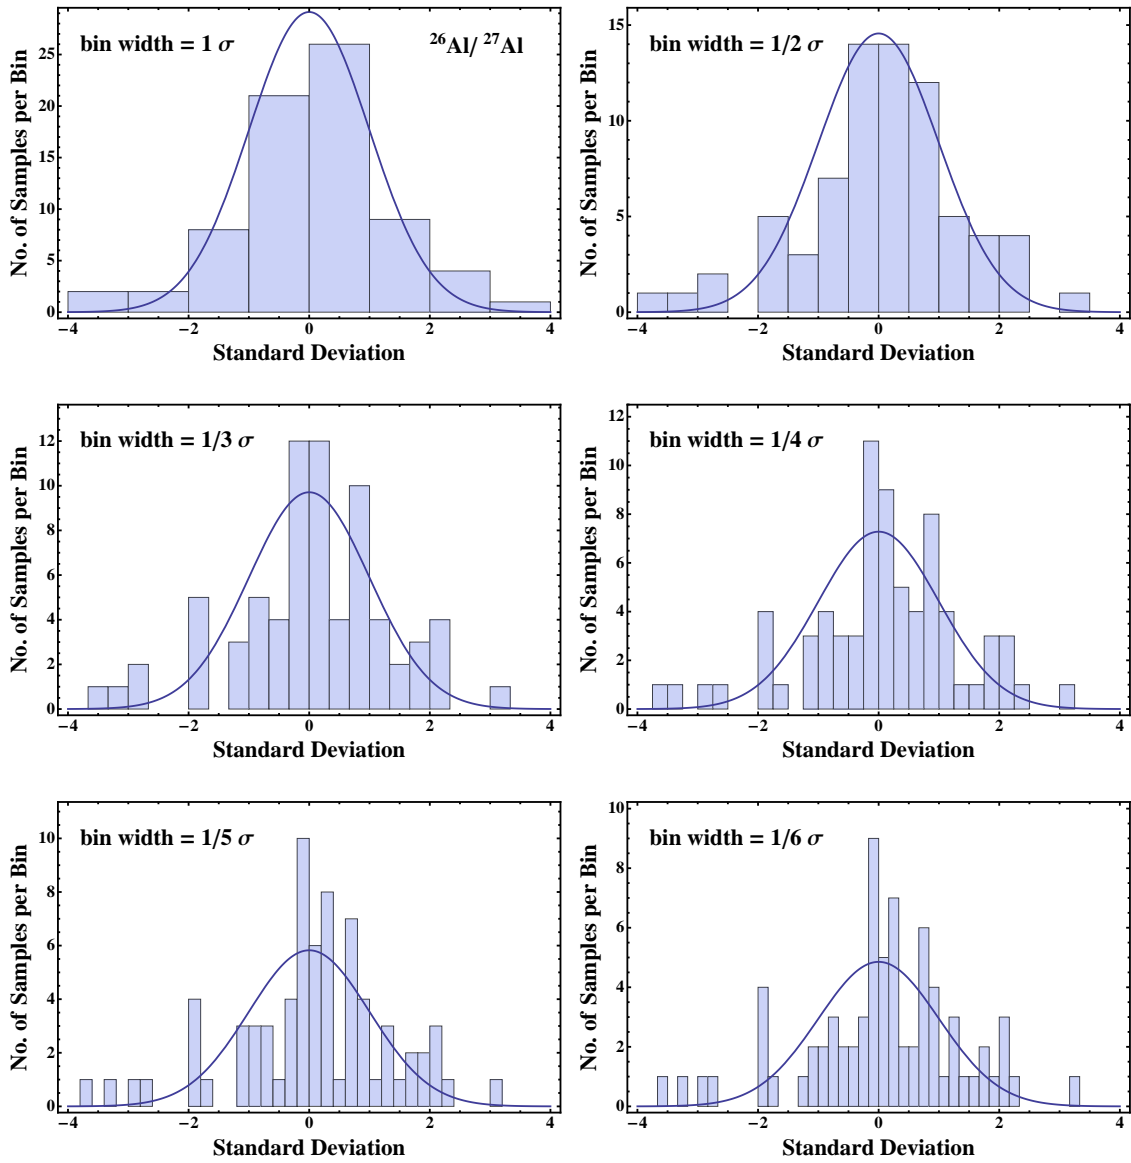 bin width = 1 σ
²⁶Al/ ²⁷Al
No. of Samples per Bin
25
20
15
10
5
0
−4 −2 0 2 4
Standard Deviation
bin width = 1/2 σ
No. of Samples per Bin
15
10
5
0
−4 −2 0 2 4
Standard Deviation
bin width = 1/3 σ
No. of Samples per Bin
12
10
8
6
4
2
0
−4 −2 0 2 4
Standard Deviation
bin width = 1/4 σ
No. of Samples per Bin
12
10
8
6
4
2
0
−4 −2 0 2 4
Standard Deviation
bin width = 1/5 σ
No. of Samples per Bin
10
8
6
4
2
0
−4 −2 0 2 4
Standard Deviation
bin width = 1/6 σ
No. of Samples per Bin
10
8
6
4
2
0
−4 −2 0 2 4
Standard Deviation